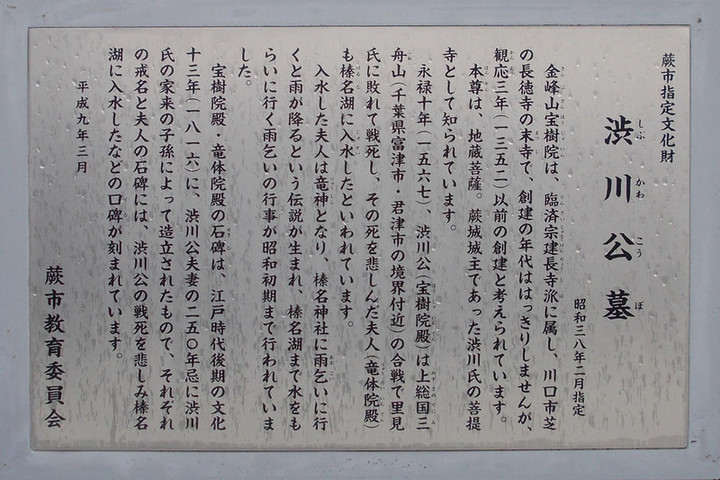 蕨市指定文化財
渋川公墓
しぶかわこうぼ
昭和三八年二月指定
金峰山宝樹院は、臨済宗建長寺派に属し、川口市芝
の長徳寺の末寺で、創建の年代ははっきりしませんが、
観応三年(一三五二)以前の創建と考えられています。
本尊は、地蔵菩薩。蕨城城主であった渋川氏の菩提
寺として知られています。
永禄十年(一五六七)、渋川公(宝樹院殿)は上総国三
舟山(千葉県富津市・君津市の境界付近)の合戦で里見
氏に敗れて戦死し、その死を悲しんだ夫人(竜体院殿)
も榛名湖に入水したといわれています。
入水した夫人は竜神となり、榛名神社に雨乞いに行
くと雨が降るという伝説が生まれ、榛名湖まで水をも
らいに行く雨乞いの行事が昭和初期まで行われていま
した。
宝樹院殿・竜体院殿の石碑は、江戸時代後期の文化
十三年(一八一六)に、渋川公夫妻の二五〇年忌に渋川
氏の家来の子孫によって造立されたもので、それぞれ
の戒名と夫人の石碑には、渋川公の戦死を悲しみ榛名
湖に入水したなどの口碑が刻まれています。
平成九年三月
蕨市教育委員会